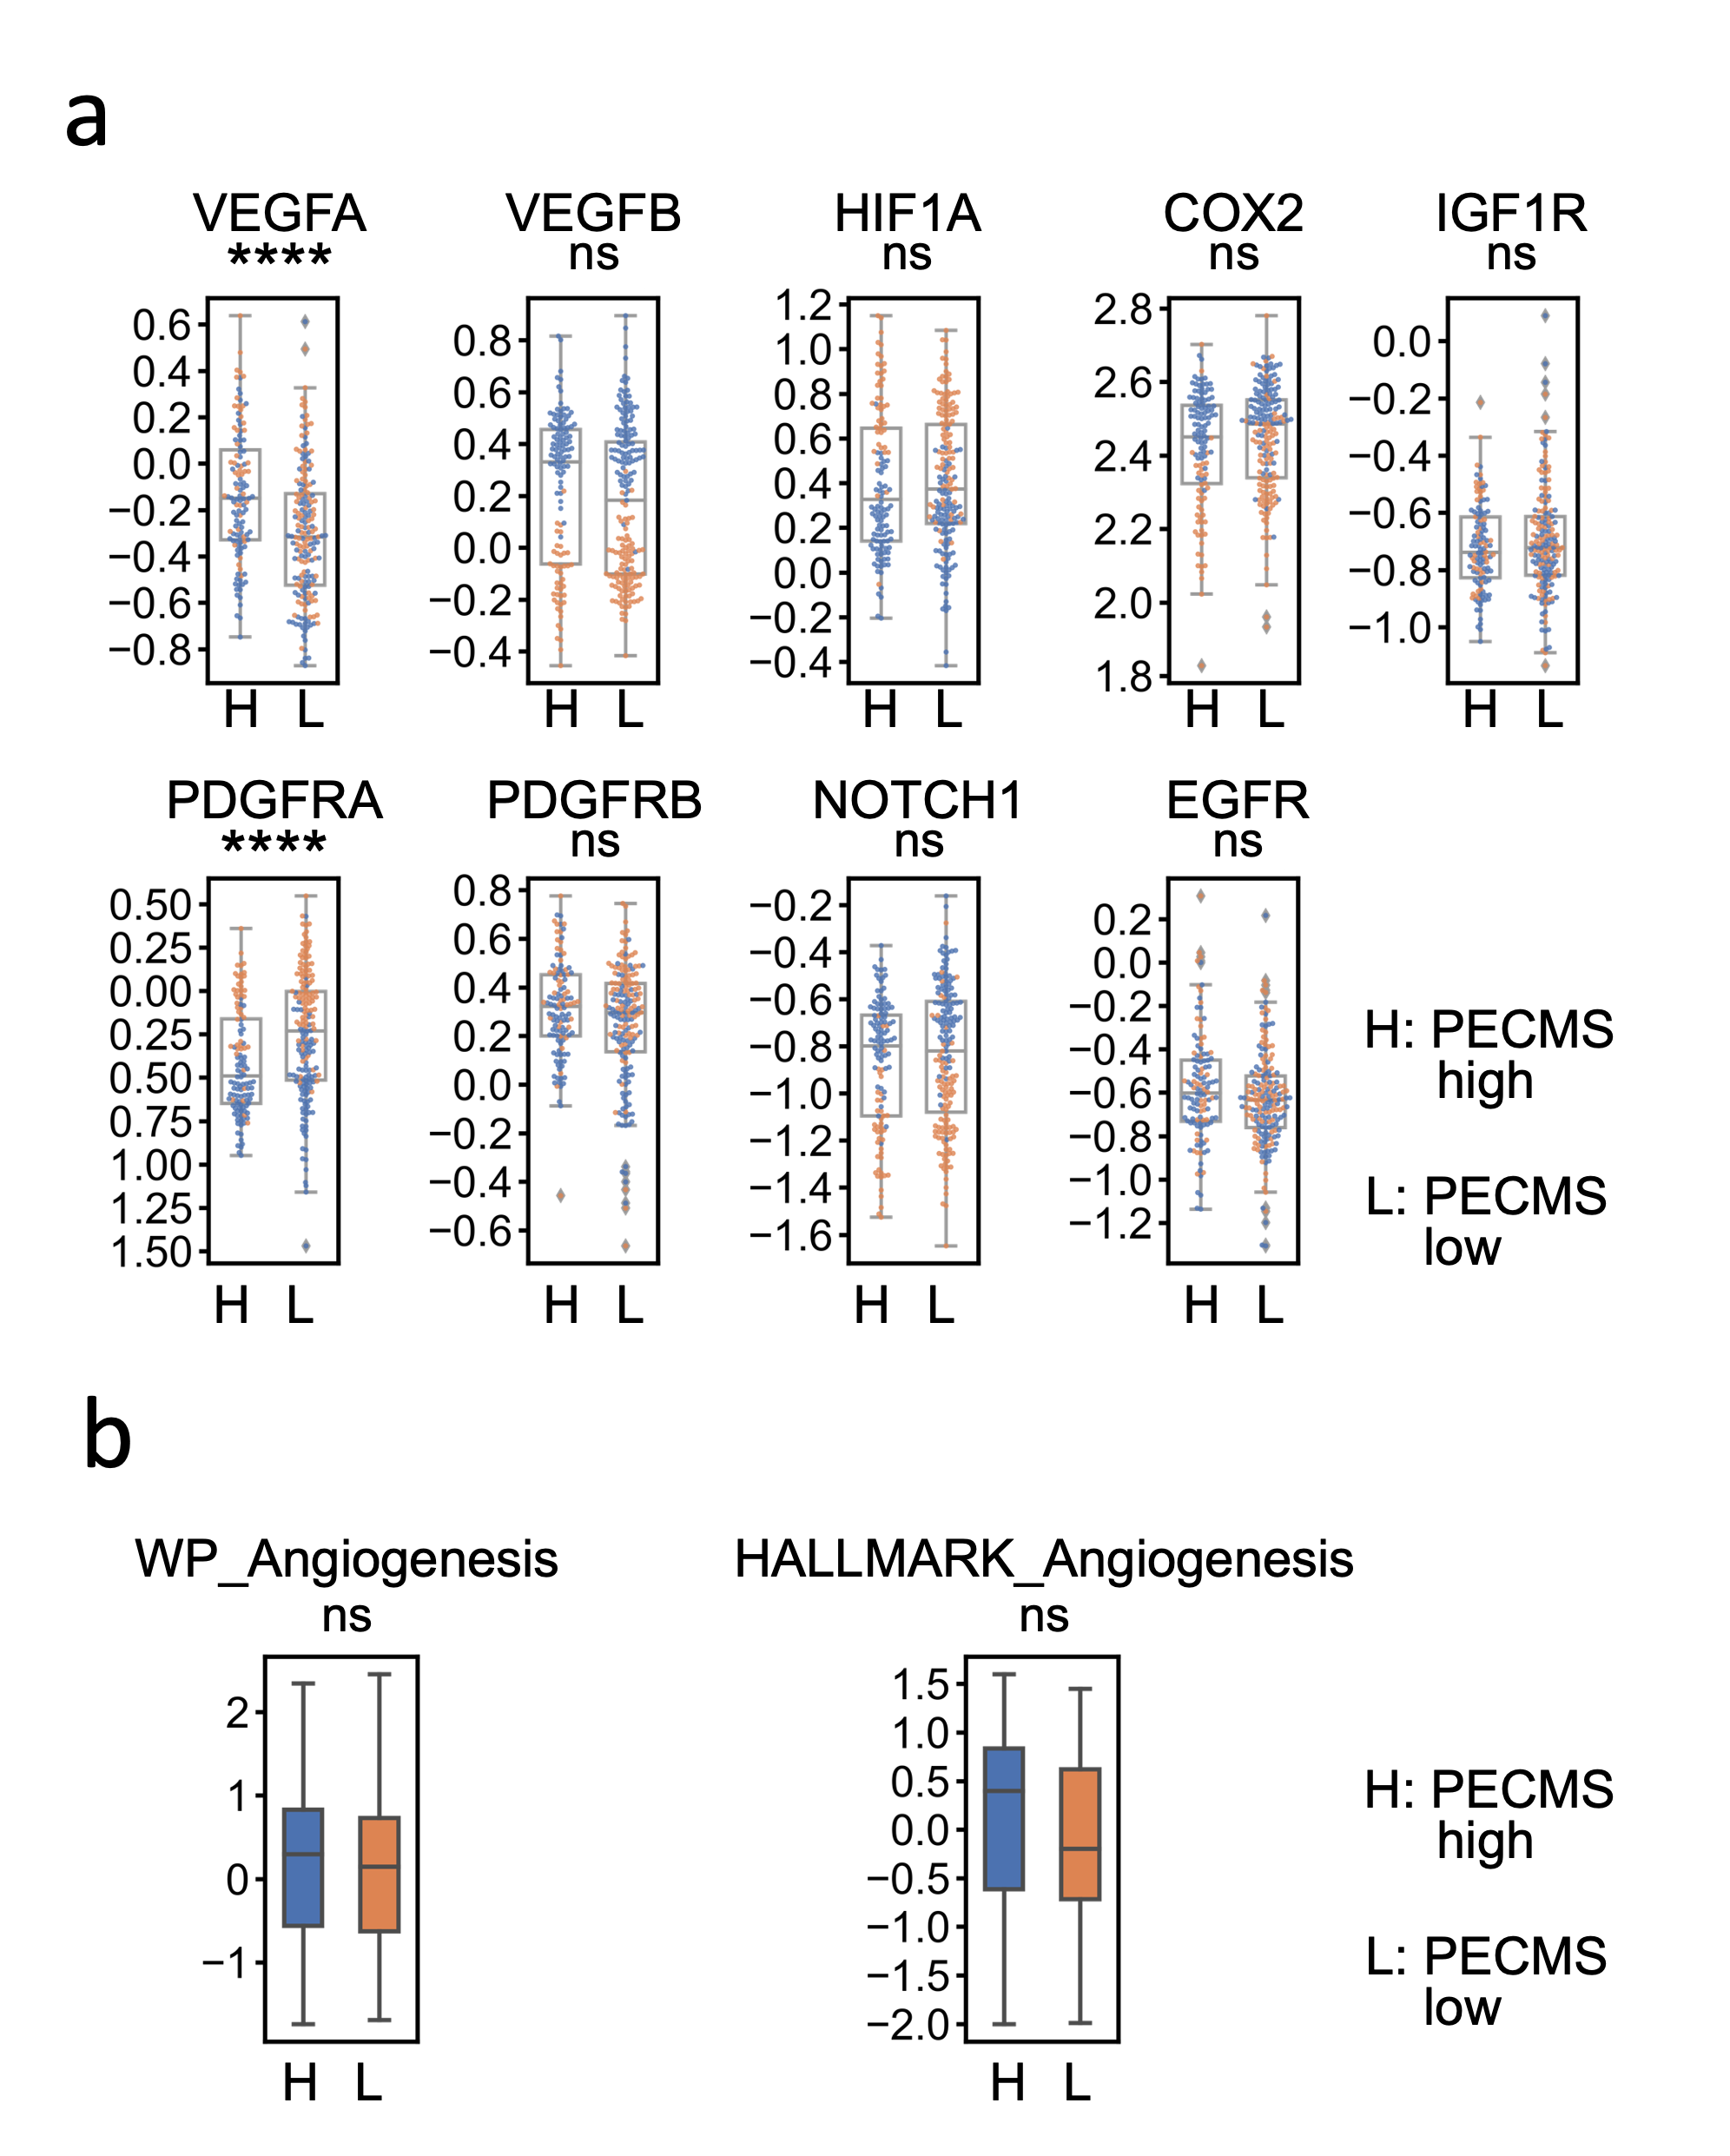 a
VEGFA VEGFB HIF1A COX2 IGF1R
**** ns ns ns ns
0.6
0.4
0.2
0.0
−0.2
−0.4
−0.6
−0.8
H L
0.8
0.6
0.4
0.2
0.0
−0.2
−0.4
H L
1.2
1.0
0.8
0.6
0.4
0.2
0.0
−0.2
−0.4
H L
2.8
2.6
2.4
2.2
2.0
1.8
H L
0.0
−0.2
−0.4
−0.6
−0.8
−1.0
H L
PDGFRA PDGFRB NOTCH1 EGFR
**** ns ns ns
0.50
0.25
0.00
0.25
0.50
0.75
1.00
1.25
1.50
H L
0.8
0.6
0.4
0.2
0.0
−0.2
−0.4
−0.6
H L
−0.2
−0.4
−0.6
−0.8
−1.0
−1.2
−1.4
−1.6
H L
0.2
0.0
−0.2
−0.4
−0.6
−0.8
−1.0
−1.2
H L
H: PECMS
high
L: PECMS
low
b
WP_Angiogenesis
ns
2
1
0
−1
H L
HALLMARK_Angiogenesis
ns
1.5
1.0
0.5
0.0
−0.5
−1.0
−1.5
−2.0
H L
H: PECMS
high
L: PECMS
low